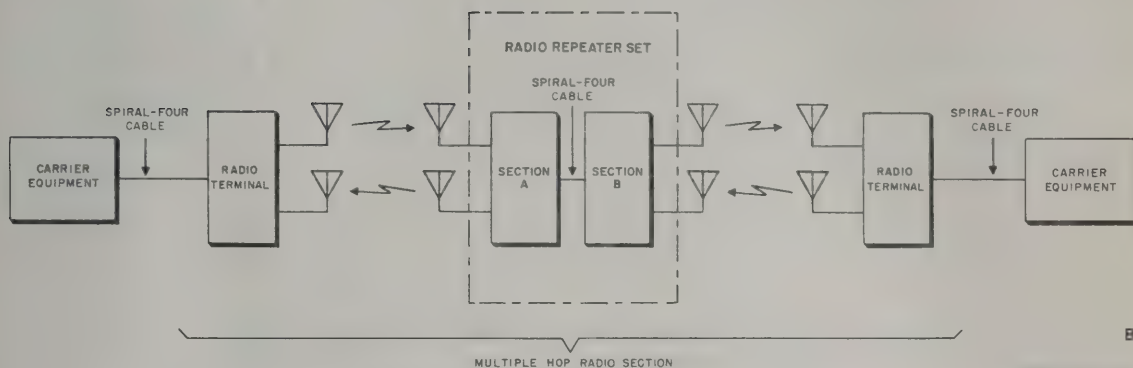 RADIO REPEATER SET
SPIRAL-FOUR
CABLE
SPIRAL-FOUR
CABLE
SPIRAL-FOUR
CABLE
CARRIER
EQUIPMENT
RADIO
TERMINAL
SECTION
A
SECTION
B
RADIO
TERMINAL
CARRIER
EQUIPMENT
B
MULTIPLE HOP RADIO SECTION